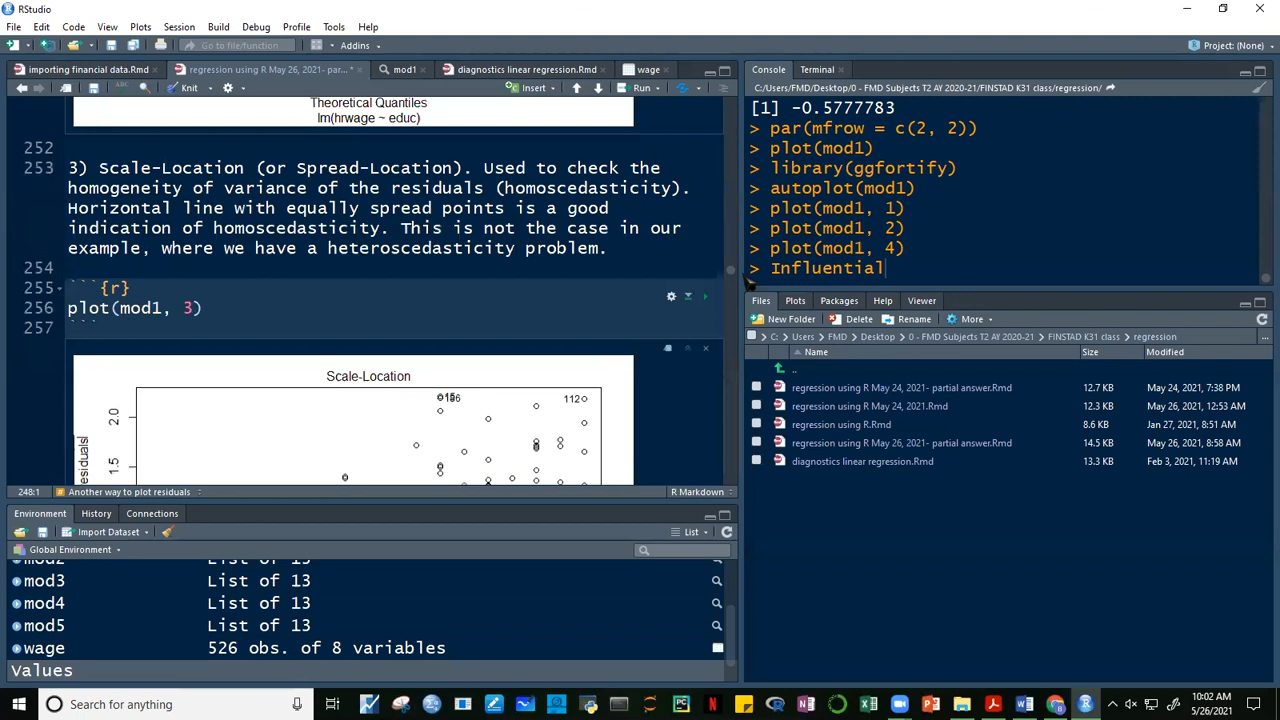 RStudio
File Edit Code View Plots Session Build Debug Profile Tools Help
Go to file/function Addins Project: (None)
importing financial data.Rmd regression using R May 26, 2021- par...* mod1 diagnostics linear regression.Rmd wage
Knit Insert Run
Theoretical Quantiles
lm(hrwage ~ educ)
252
253 3) Scale-Location (or Spread-Location). Used to check the
homogeneity of variance of the residuals (homoscedasticity).
Horizontal line with equally spread points is a good
indication of homoscedasticity. This is not the case in our
example, where we have a heteroscedasticity problem.
254
255 ```{r}
256 plot(mod1, 3)
257 ```
Scale-Location
112
2.0
1.5
248:1 Another way to plot residuals R Markdown
Environment History Connections
Import Dataset List
Global Environment
mod2 List of 13
mod3 List of 13
mod4 List of 13
mod5 List of 13
wage 526 obs. of 8 variables
Values
Console Terminal
C:/Users/FMD/Desktop/0 - FMD Subjects T2 AY 2020-21/FINSTAD K31 class/regression/
[1] -0.5777783
> par(mfrow = c(2, 2))
> plot(mod1)
> library(ggfortify)
> autoplot(mod1)
> plot(mod1, 1)
> plot(mod1, 2)
> plot(mod1, 4)
> Influential
Files Plots Packages Help Viewer
New Folder Delete Rename More
C: Users FMD Desktop 0 - FMD Subjects T2 AY 2020-21 FINSTAD K31 class regression ...
Name Size Modified
..
regression using R May 24, 2021- partial answer.Rmd 12.7 KB May 24, 2021, 7:38 PM
regression using R May 24, 2021.Rmd 12.3 KB May 26, 2021, 12:53 AM
regression using R.Rmd 8.6 KB Jan 27, 2021, 8:51 AM
regression using R May 26, 2021- partial answer.Rmd 14.5 KB May 26, 2021, 8:58 AM
diagnostics linear regression.Rmd 13.3 KB Feb 3, 2021, 11:19 AM
Search for anything
10:02 AM
5/26/2021